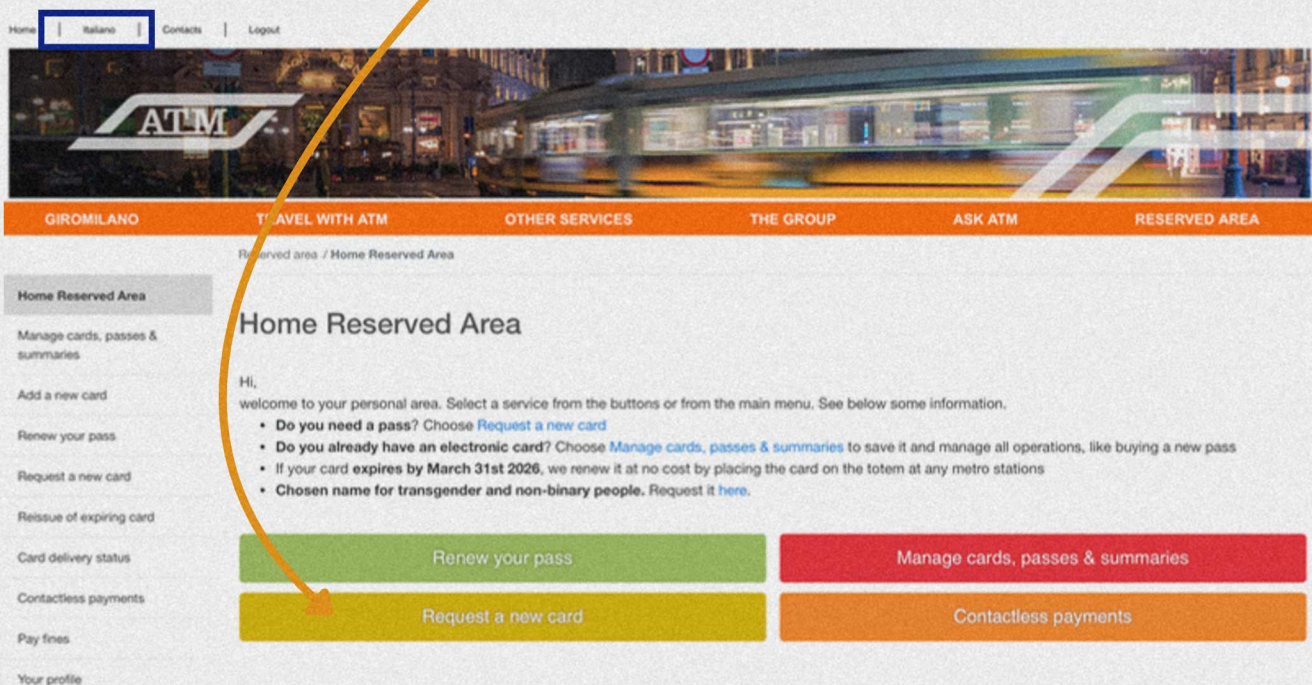 Home | Italiano | Contacts | Logout
ATM
GIROMILANO TRAVEL WITH ATM OTHER SERVICES THE GROUP ASK ATM RESERVED AREA
Reserved area / Home Reserved Area
Home Reserved Area
Manage cards, passes &
summaries
Add a new card
Renew your pass
Request a new card
Reissue of expiring card
Card delivery status
Contactless payments
Pay fines
Your profile
Home Reserved Area
Hi,
welcome to your personal area. Select a service from the buttons or from the main menu. See below some information.
• Do you need a pass? Choose Request a new card
• Do you already have an electronic card? Choose Manage cards, passes & summaries to save it and manage all operations, like buying a new pass
• If your card expires by March 31st 2026, we renew it at no cost by placing the card on the totem at any metro stations
• Chosen name for transgender and non-binary people. Request it here.
Renew your pass Manage cards, passes & summaries
Request a new card Contactless payments